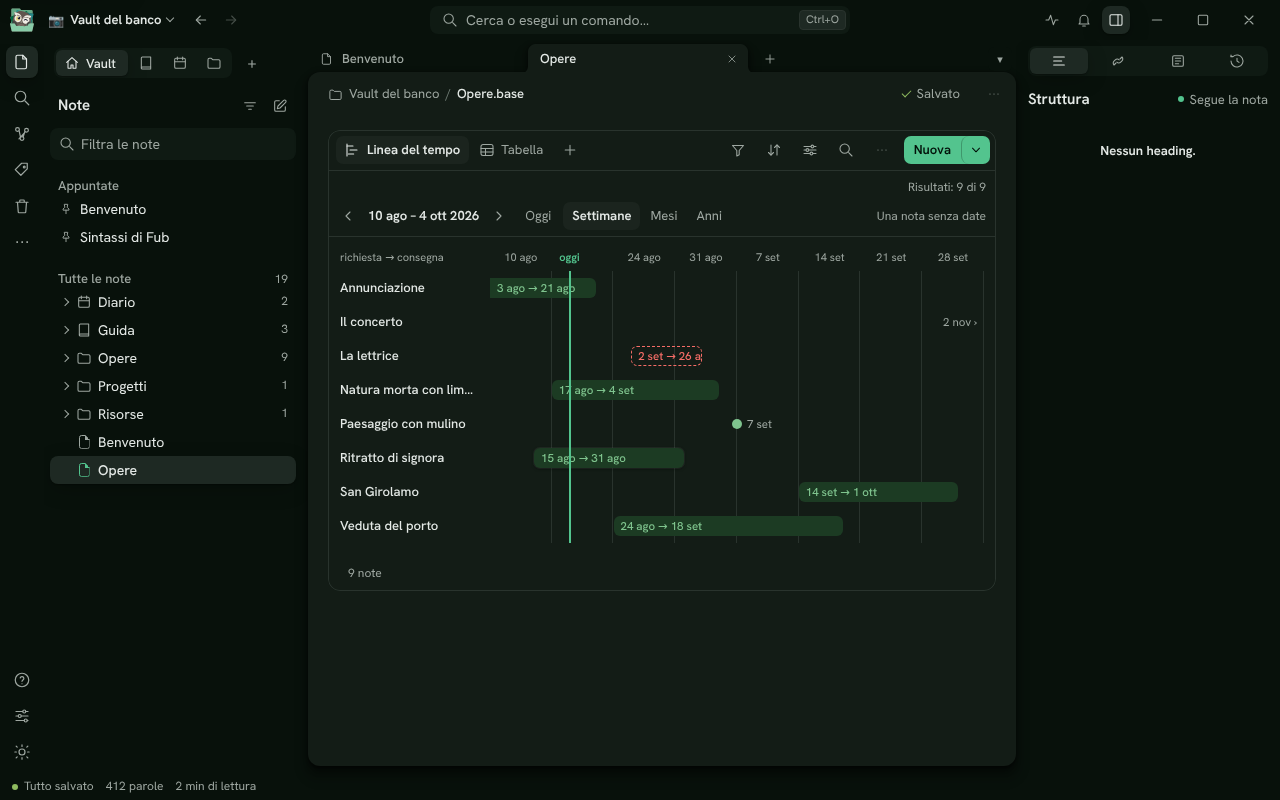 Vault del banco
Cerca o esegui un comando...
Ctrl+O
Vault
Benvenuto
Opere
Note
Filtra le note
Appuntate
Benvenuto
Sintassi di Fub
Tutte le note 19
Diario 2
Guida 3
Opere 9
Progetti 1
Risorse 1
Benvenuto
Opere
Vault del banco / Opere.base
Salvato
Linea del tempo
Tabella
Nuova
Risultati: 9 di 9
10 ago – 4 ott 2026
Oggi
Settimane
Mesi
Anni
Una nota senza date
richiesta → consegna
10 ago oggi 24 ago 31 ago 7 set 14 set 21 set 28 set
Annunciazione 3 ago → 21 ago
Il concerto 2 nov ›
La lettrice 2 set → 26 a
Natura morta con lim... 17 ago → 4 set
Paesaggio con mulino 7 set
Ritratto di signora 15 ago → 31 ago
San Girolamo 14 set → 1 ott
Veduta del porto 24 ago → 18 set
9 note
Struttura
Segue la nota
Nessun heading.
Tutto salvato 412 parole 2 min di lettura